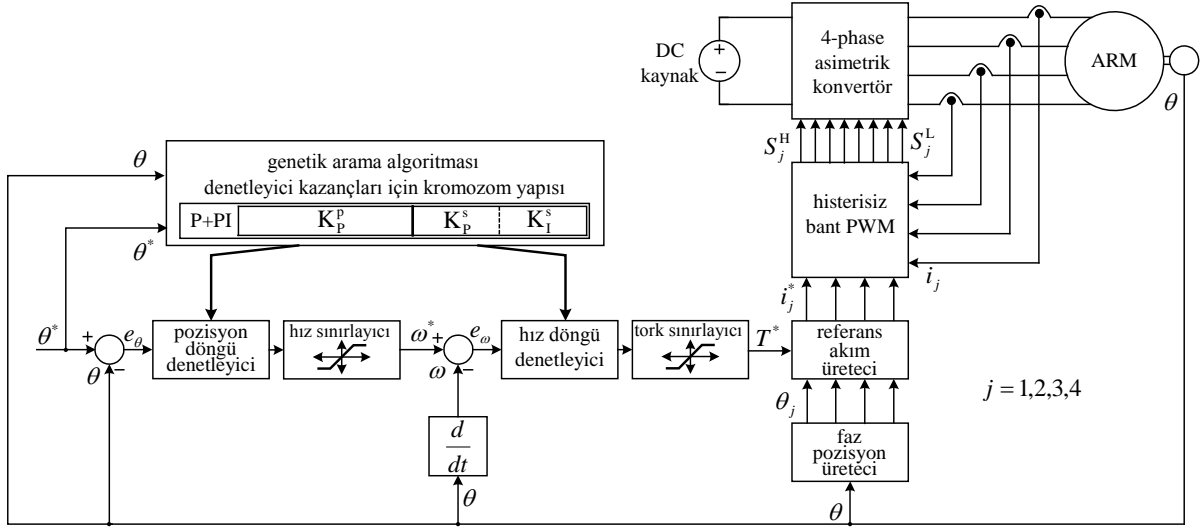 DC
kaynak
+
−
4-phase
asimetrik
konvertör
ARM
θ
S_j^H
S_j^L
genetik arama algoritması
denetleyici kazançları için kromozom yapısı
P+PI
K_P^p
K_P^s
K_I^s
θ
θ*
histerisiz
bant PWM
i_j
i_j*
θ*
+
e_θ
θ
−
pozisyon
döngü
denetleyici
hız sınırlayıcı
ω*
+
e_ω
ω
−
hız döngü
denetleyici
tork sınırlayıcı
T*
referans
akım
üreteci
j = 1,2,3,4
θ_j
d
dt
faz
pozisyon
üreteci
θ
θ